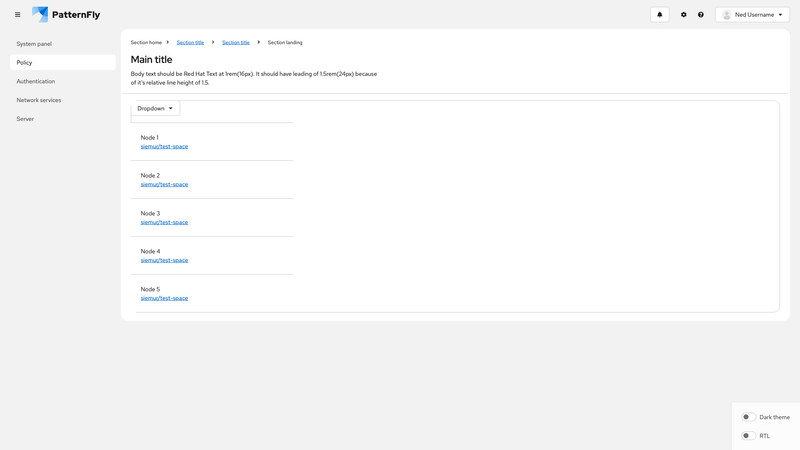 PatternFly
Ned Username
System panel
Policy
Authentication
Network services
Server
Section home Section title Section title Section landing
Main title
Body text should be Red Hat Text at 1rem(16px). It should have leading of 1.5rem(24px) because
of it's relative line height of 1.5.
Dropdown
Node 1
siemur/test-space
Node 2
siemur/test-space
Node 3
siemur/test-space
Node 4
siemur/test-space
Node 5
siemur/test-space
Dark theme
RTL